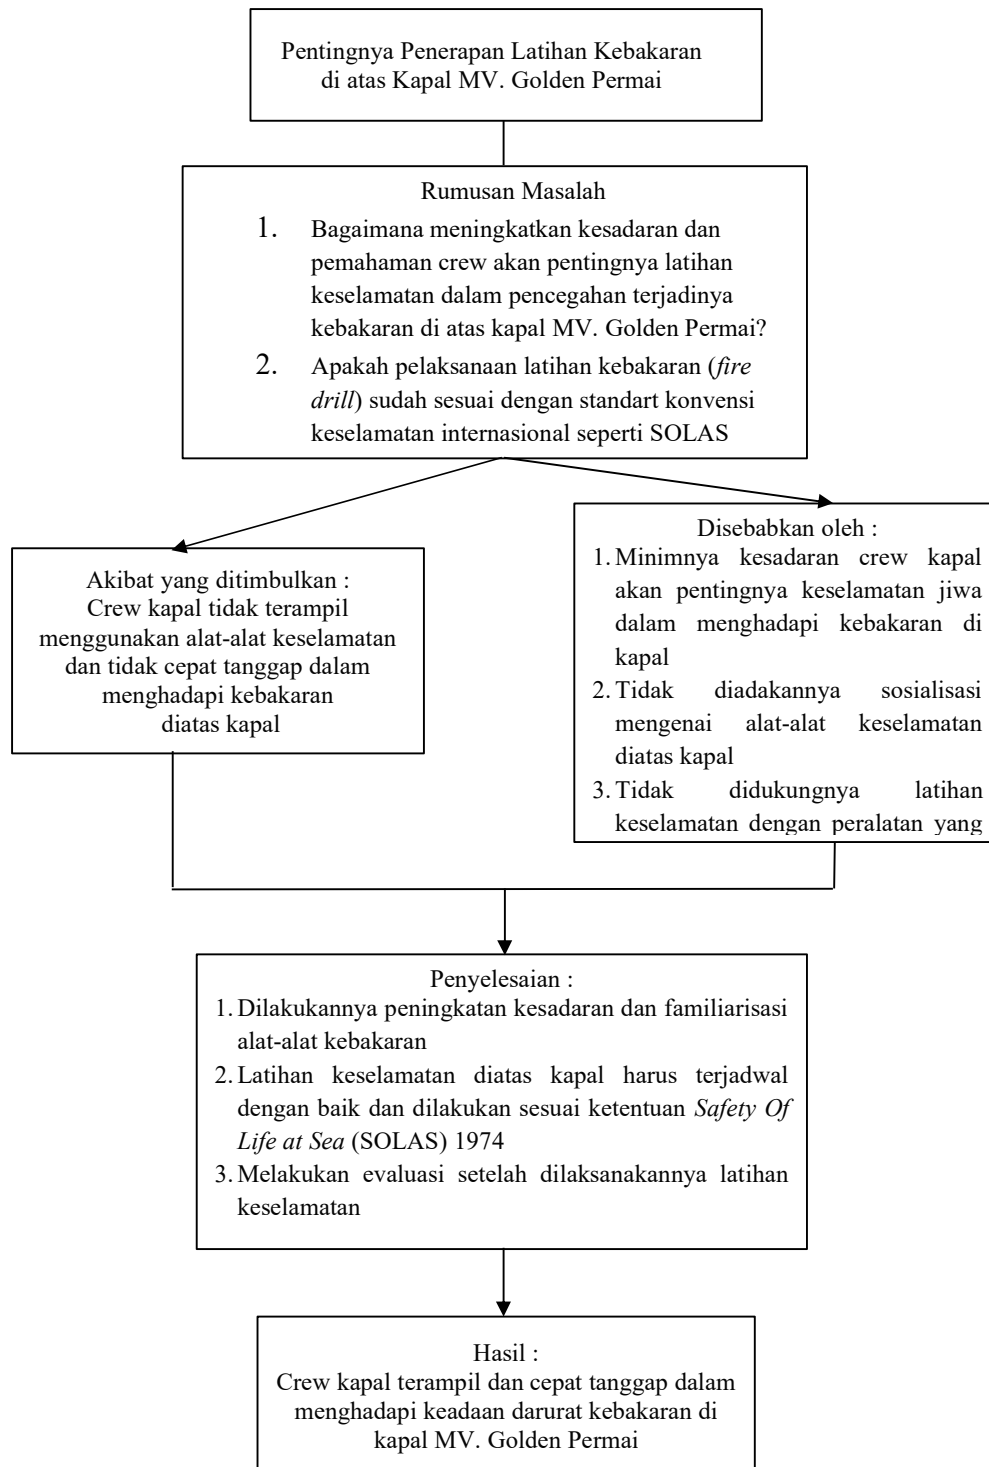 Pentingnya Penerapan Latihan Kebakaran
di atas Kapal MV. Golden Permai
Rumusan Masalah
1. Bagaimana meningkatkan kesadaran dan
pemahaman crew akan pentingnya latihan
keselamatan dalam pencegahan terjadinya
kebakaran di atas kapal MV. Golden Permai?
2. Apakah pelaksanaan latihan kebakaran (fire
drill) sudah sesuai dengan standart konvensi
keselamatan internasional seperti SOLAS
Akibat yang ditimbulkan :
Crew kapal tidak terampil
menggunakan alat-alat keselamatan
dan tidak cepat tanggap dalam
menghadapi kebakaran
diatas kapal
Disebabkan oleh :
1. Minimnya kesadaran crew kapal
akan pentingnya keselamatan jiwa
dalam menghadapi kebakaran di
kapal
2. Tidak diadakannya sosialisasi
mengenai alat-alat keselamatan
diatas kapal
3. Tidak didukungnya latihan
keselamatan dengan peralatan yang
Penyelesaian :
1. Dilakukannya peningkatan kesadaran dan familiarisasi
alat-alat kebakaran
2. Latihan keselamatan diatas kapal harus terjadwal
dengan baik dan dilakukan sesuai ketentuan Safety Of
Life at Sea (SOLAS) 1974
3. Melakukan evaluasi setelah dilaksanakannya latihan
keselamatan
Hasil :
Crew kapal terampil dan cepat tanggap dalam
menghadapi keadaan darurat kebakaran di
kapal MV. Golden Permai